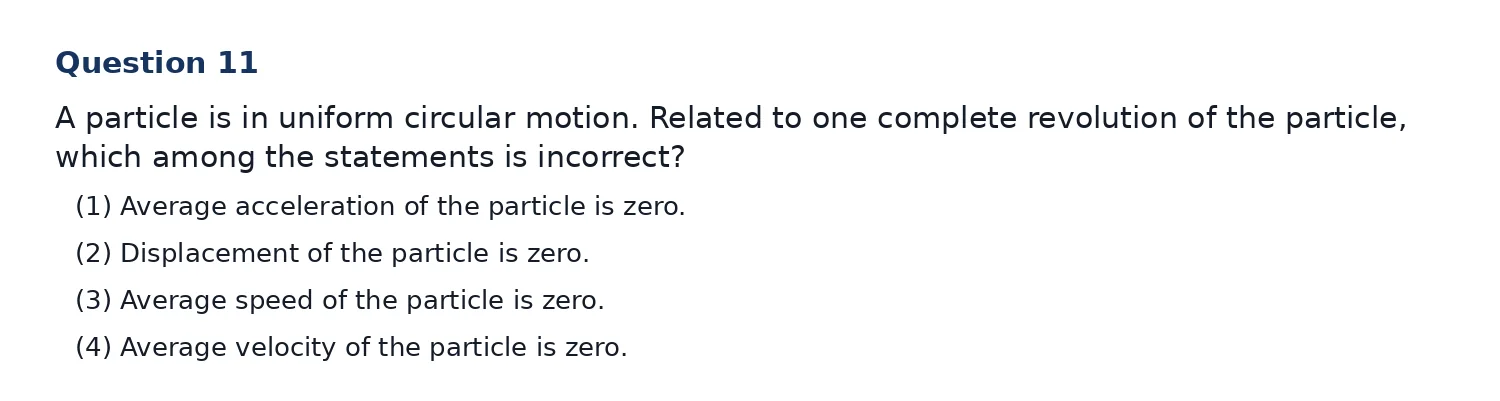 Question 11
A particle is in uniform circular motion. Related to one complete revolution of the particle,
which among the statements is incorrect?
(1) Average acceleration of the particle is zero.
(2) Displacement of the particle is zero.
(3) Average speed of the particle is zero.
(4) Average velocity of the particle is zero.